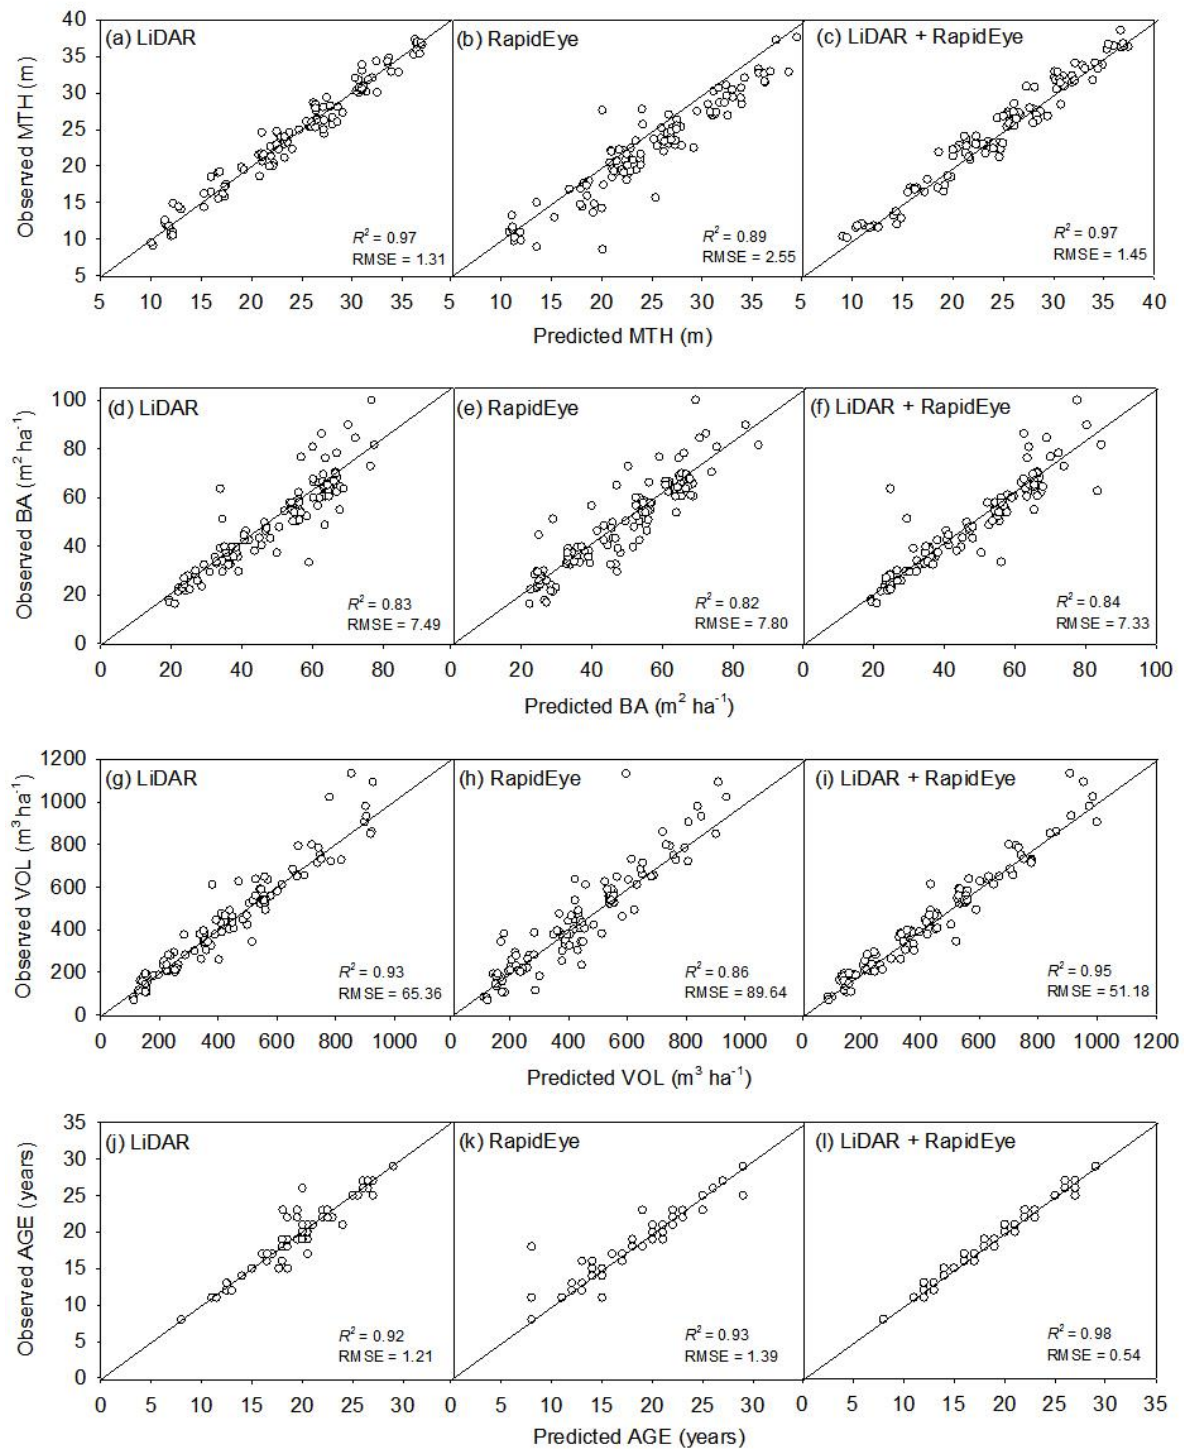 (a) LiDAR
(b) RapidEye
(c) LiDAR + RapidEye
Observed MTH (m)
40
35
30
25
20
15
10
5
R² = 0.97
RMSE = 1.31
R² = 0.89
RMSE = 2.55
R² = 0.97
RMSE = 1.45
5 10 15 20 25 30 35 5 10 15 20 25 30 35 5 10 15 20 25 30 35 40
Predicted MTH (m)
(d) LiDAR
(e) RapidEye
(f) LiDAR + RapidEye
Observed BA (m² ha⁻¹)
100
80
60
40
20
0
R² = 0.83
RMSE = 7.49
R² = 0.82
RMSE = 7.80
R² = 0.84
RMSE = 7.33
20 40 60 80 0 20 40 60 80 0 20 40 60 80 100
Predicted BA (m² ha⁻¹)
(g) LiDAR
(h) RapidEye
(i) LiDAR + RapidEye
Observed VOL (m³ ha⁻¹)
1200
1000
800
600
400
200
0
R² = 0.93
RMSE = 65.36
R² = 0.86
RMSE = 89.64
R² = 0.95
RMSE = 51.18
200 400 600 800 1000 0 200 400 600 800 1000 0 200 400 600 800 1000 1200
Predicted VOL (m³ ha⁻¹)
(j) LiDAR
(k) RapidEye
(l) LiDAR + RapidEye
Observed AGE (years)
35
30
25
20
15
10
5
0
R² = 0.92
RMSE = 1.21
R² = 0.93
RMSE = 1.39
R² = 0.98
RMSE = 0.54
0 5 10 15 20 25 30 0 5 10 15 20 25 30 0 5 10 15 20 25 30 35
Predicted AGE (years)